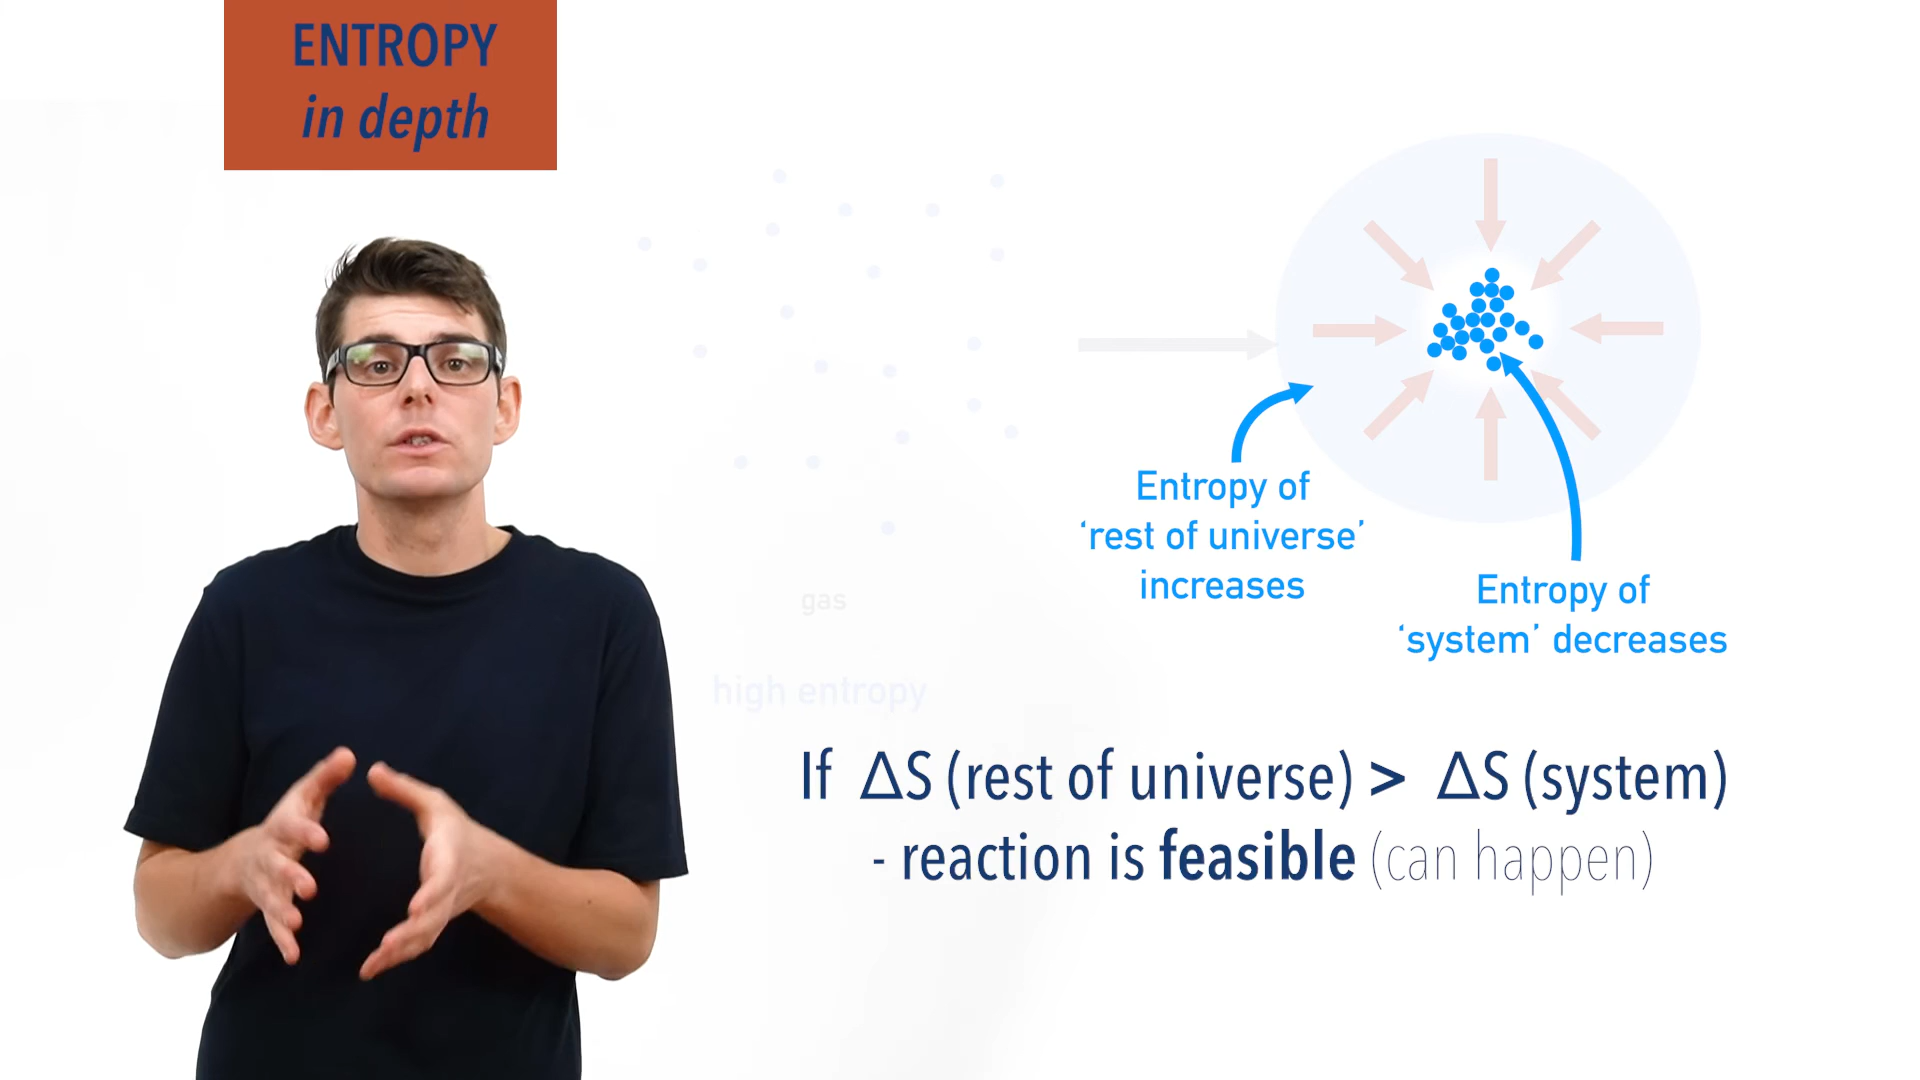 ENTROPY
in depth
Entropy of
‘rest of universe’
increases
Entropy of
‘system’ decreases
gas
high entropy
If ΔS (rest of universe) > ΔS (system)
- reaction is feasible (can happen)